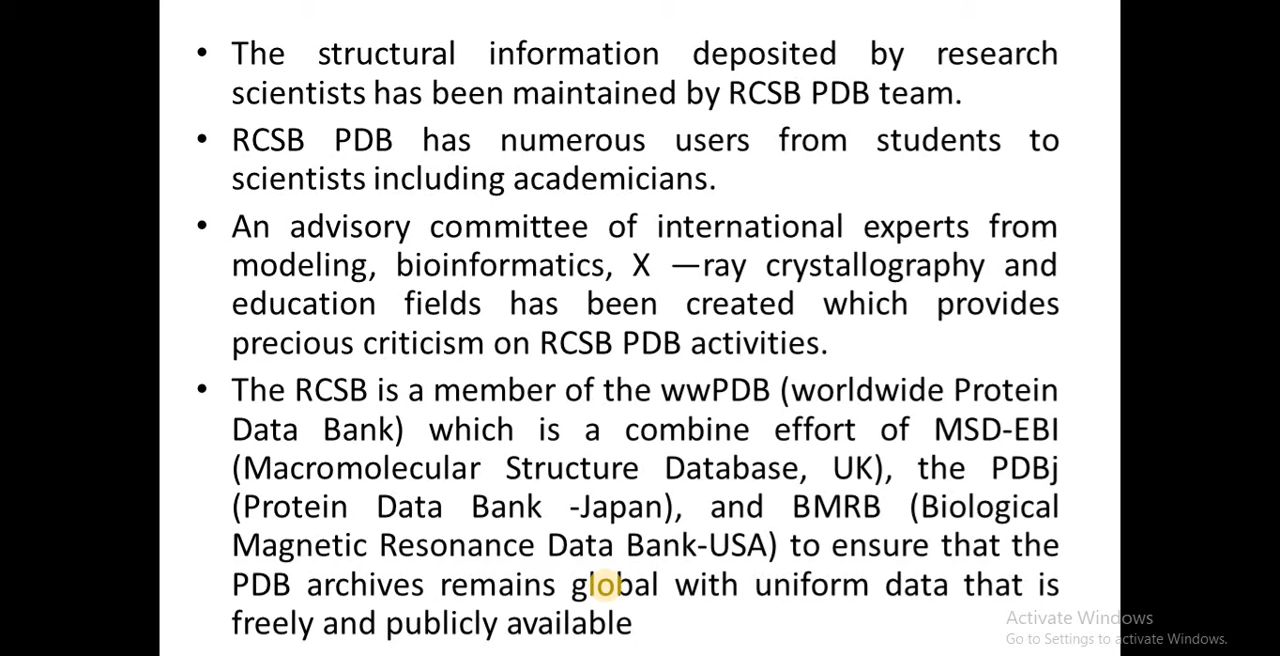 • The structural information deposited by research
scientists has been maintained by RCSB PDB team.
• RCSB PDB has numerous users from students to
scientists including academicians.
• An advisory committee of international experts from
modeling, bioinformatics, X —ray crystallography and
education fields has been created which provides
precious criticism on RCSB PDB activities.
• The RCSB is a member of the wwPDB (worldwide Protein
Data Bank) which is a combine effort of MSD-EBI
(Macromolecular Structure Database, UK), the PDBj
(Protein Data Bank -Japan), and BMRB (Biological
Magnetic Resonance Data Bank-USA) to ensure that the
PDB archives remains global with uniform data that is
freely and publicly available
Activate Windows
Go to Settings to activate Windows.